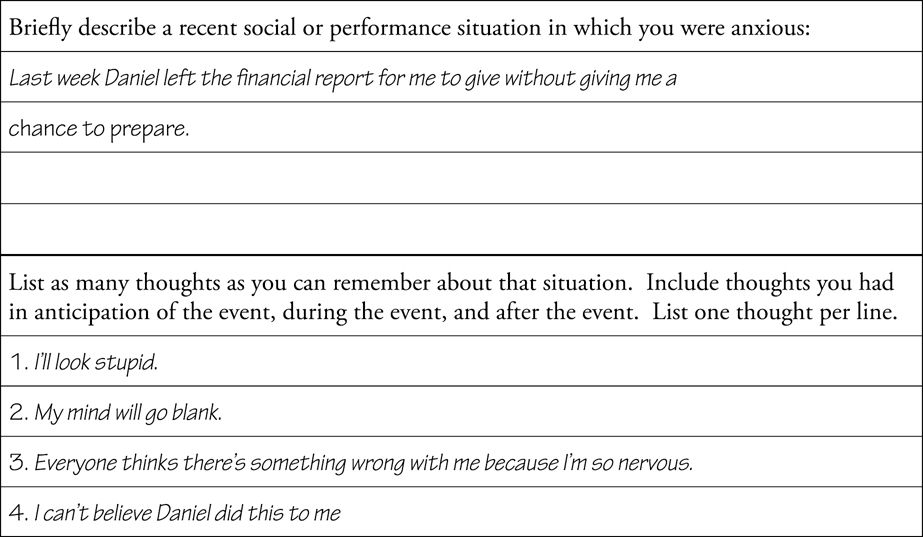 Briefly describe a recent social or performance situation in which you were anxious:
Last week Daniel left the financial report for me to give without giving me a
chance to prepare.
List as many thoughts as you can remember about that situation.  Include thoughts you had
in anticipation of the event, during the event, and after the event.  List one thought per line.
1. I'll look stupid.
2. My mind will go blank.
3. Everyone thinks there's something wrong with me because I'm so nervous.
4. I can't believe Daniel did this to me